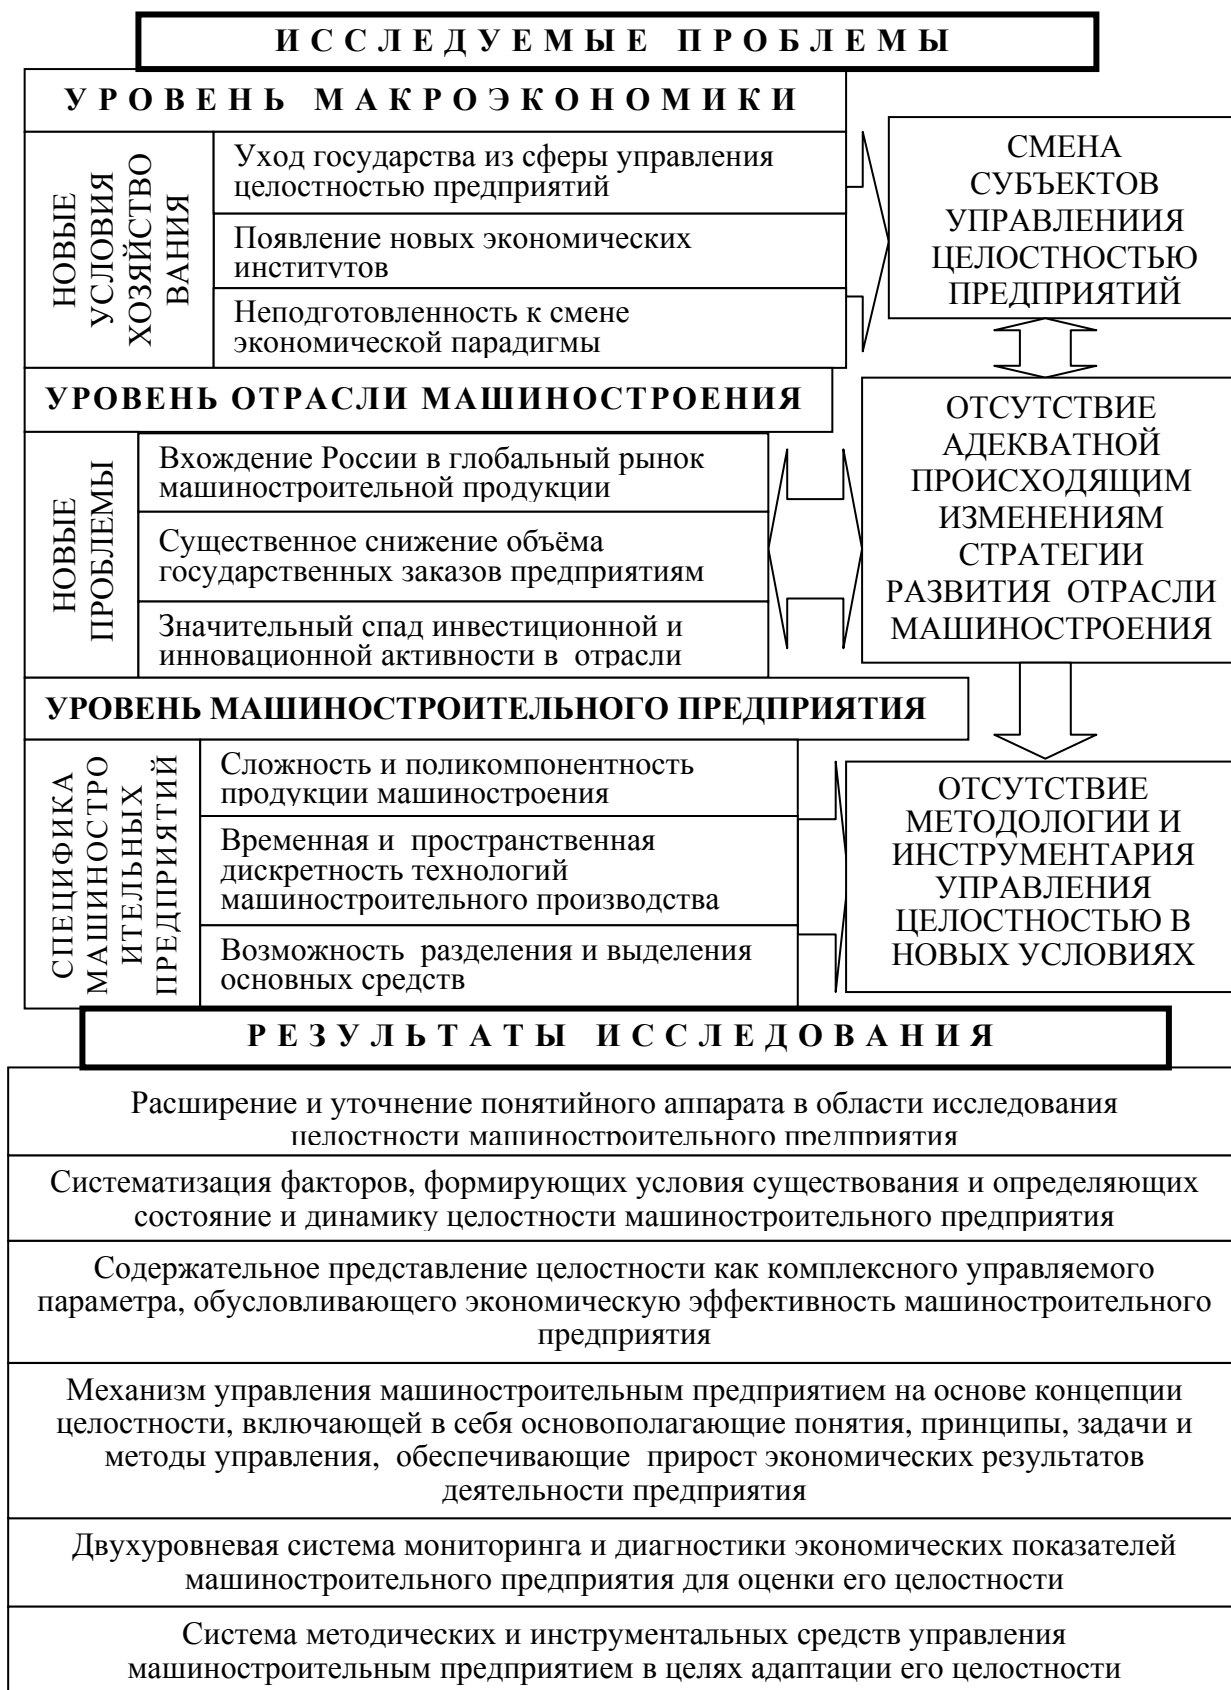 ИССЛЕДУЕМЫЕ ПРОБЛЕМЫ
УРОВЕНЬ МАКРОЭКОНОМИКИ
НОВЫЕ
УСЛОВИЯ
ХОЗЯЙСТВО
ВАНИЯ
Уход государства из сферы управления
целостностью предприятий
Появление новых экономических
институтов
Неподготовленность к смене
экономической парадигмы
СМЕНА
СУБЪЕКТОВ
УПРАВЛЕНИИЯ
ЦЕЛОСТНОСТЬЮ
ПРЕДПРИЯТИЙ
УРОВЕНЬ ОТРАСЛИ МАШИНОСТРОЕНИЯ
НОВЫЕ
ПРОБЛЕМЫ
Вхождение России в глобальный рынок
машиностроительной продукции
Существенное снижение объёма
государственных заказов предприятиям
Значительный спад инвестиционной и
инновационной активности в отрасли
ОТСУТСТВИЕ
АДЕКВАТНОЙ
ПРОИСХОДЯЩИМ
ИЗМЕНЕНИЯМ
СТРАТЕГИИ
РАЗВИТИЯ ОТРАСЛИ
МАШИНОСТРОЕНИЯ
УРОВЕНЬ МАШИНОСТРОИТЕЛЬНОГО ПРЕДПРИЯТИЯ
СПЕЦИФИКА
МАШИНОСТРО
ИТЕЛЬНЫХ
ПРЕДПРИЯТИЙ
Сложность и поликомпонентность
продукции машиностроения
Временная и пространственная
дискретность технологий
машиностроительного производства
Возможность разделения и выделения
основных средств
ОТСУТСТВИЕ
МЕТОДОЛОГИИ И
ИНСТРУМЕНТАРИЯ
УПРАВЛЕНИЯ
ЦЕЛОСТНОСТЬЮ В
НОВЫХ УСЛОВИЯХ
РЕЗУЛЬТАТЫ ИССЛЕДОВАНИЯ
Расширение и уточнение понятийного аппарата в области исследования
целостности машиностроительного предприятия
Систематизация факторов, формирующих условия существования и определяющих
состояние и динамику целостности машиностроительного предприятия
Содержательное представление целостности как комплексного управляемого
параметра, обусловливающего экономическую эффективность машиностроительного
предприятия
Механизм управления машиностроительным предприятием на основе концепции
целостности, включающей в себя основополагающие понятия, принципы, задачи и
методы управления, обеспечивающие прирост экономических результатов
деятельности предприятия
Двухуровневая система мониторинга и диагностики экономических показателей
машиностроительного предприятия для оценки его целостности
Система методических и инструментальных средств управления
машиностроительным предприятием в целях адаптации его целостности